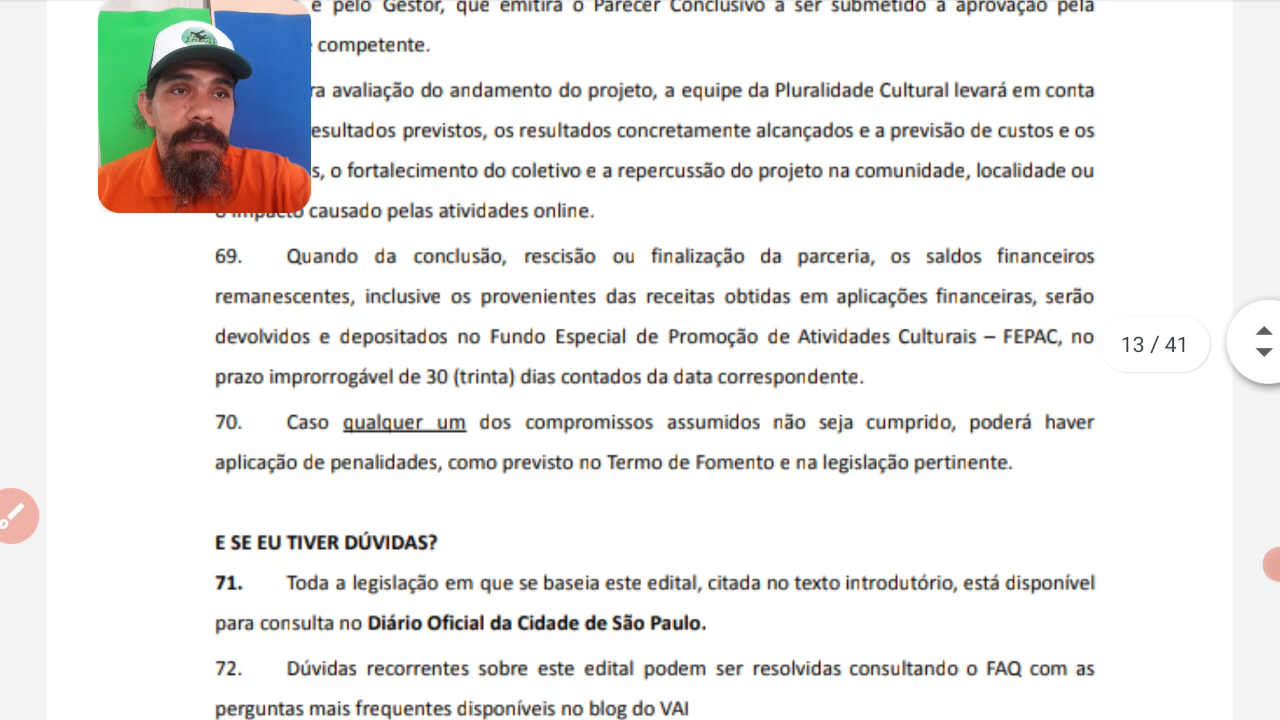 e pelo Gestor, que emitirá o Parecer Conclusivo a ser submetido à aprovação pela
competente.
ra avaliação do andamento do projeto, a equipe da Pluralidade Cultural levará em conta
esultados previstos, os resultados concretamente alcançados e a previsão de custos e os
s, o fortalecimento do coletivo e a repercussão do projeto na comunidade, localidade ou
o impacto causado pelas atividades online.
69. Quando da conclusão, rescisão ou finalização da parceria, os saldos financeiros
remanescentes, inclusive os provenientes das receitas obtidas em aplicações financeiras, serão
devolvidos e depositados no Fundo Especial de Promoção de Atividades Culturais – FEPAC, no
prazo improrrogável de 30 (trinta) dias contados da data correspondente.
13 / 41
70. Caso qualquer um dos compromissos assumidos não seja cumprido, poderá haver
aplicação de penalidades, como previsto no Termo de Fomento e na legislação pertinente.
E SE EU TIVER DÚVIDAS?
71. Toda a legislação em que se baseia este edital, citada no texto introdutório, está disponível
para consulta no Diário Oficial da Cidade de São Paulo.
72. Dúvidas recorrentes sobre este edital podem ser resolvidas consultando o FAQ com as
perguntas mais frequentes disponíveis no blog do VAI